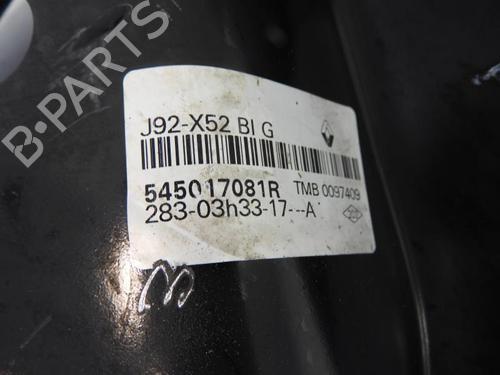 B-PARTS
J92-X52 BI G
545017081R TMB 0097409
283-03h33-17---A